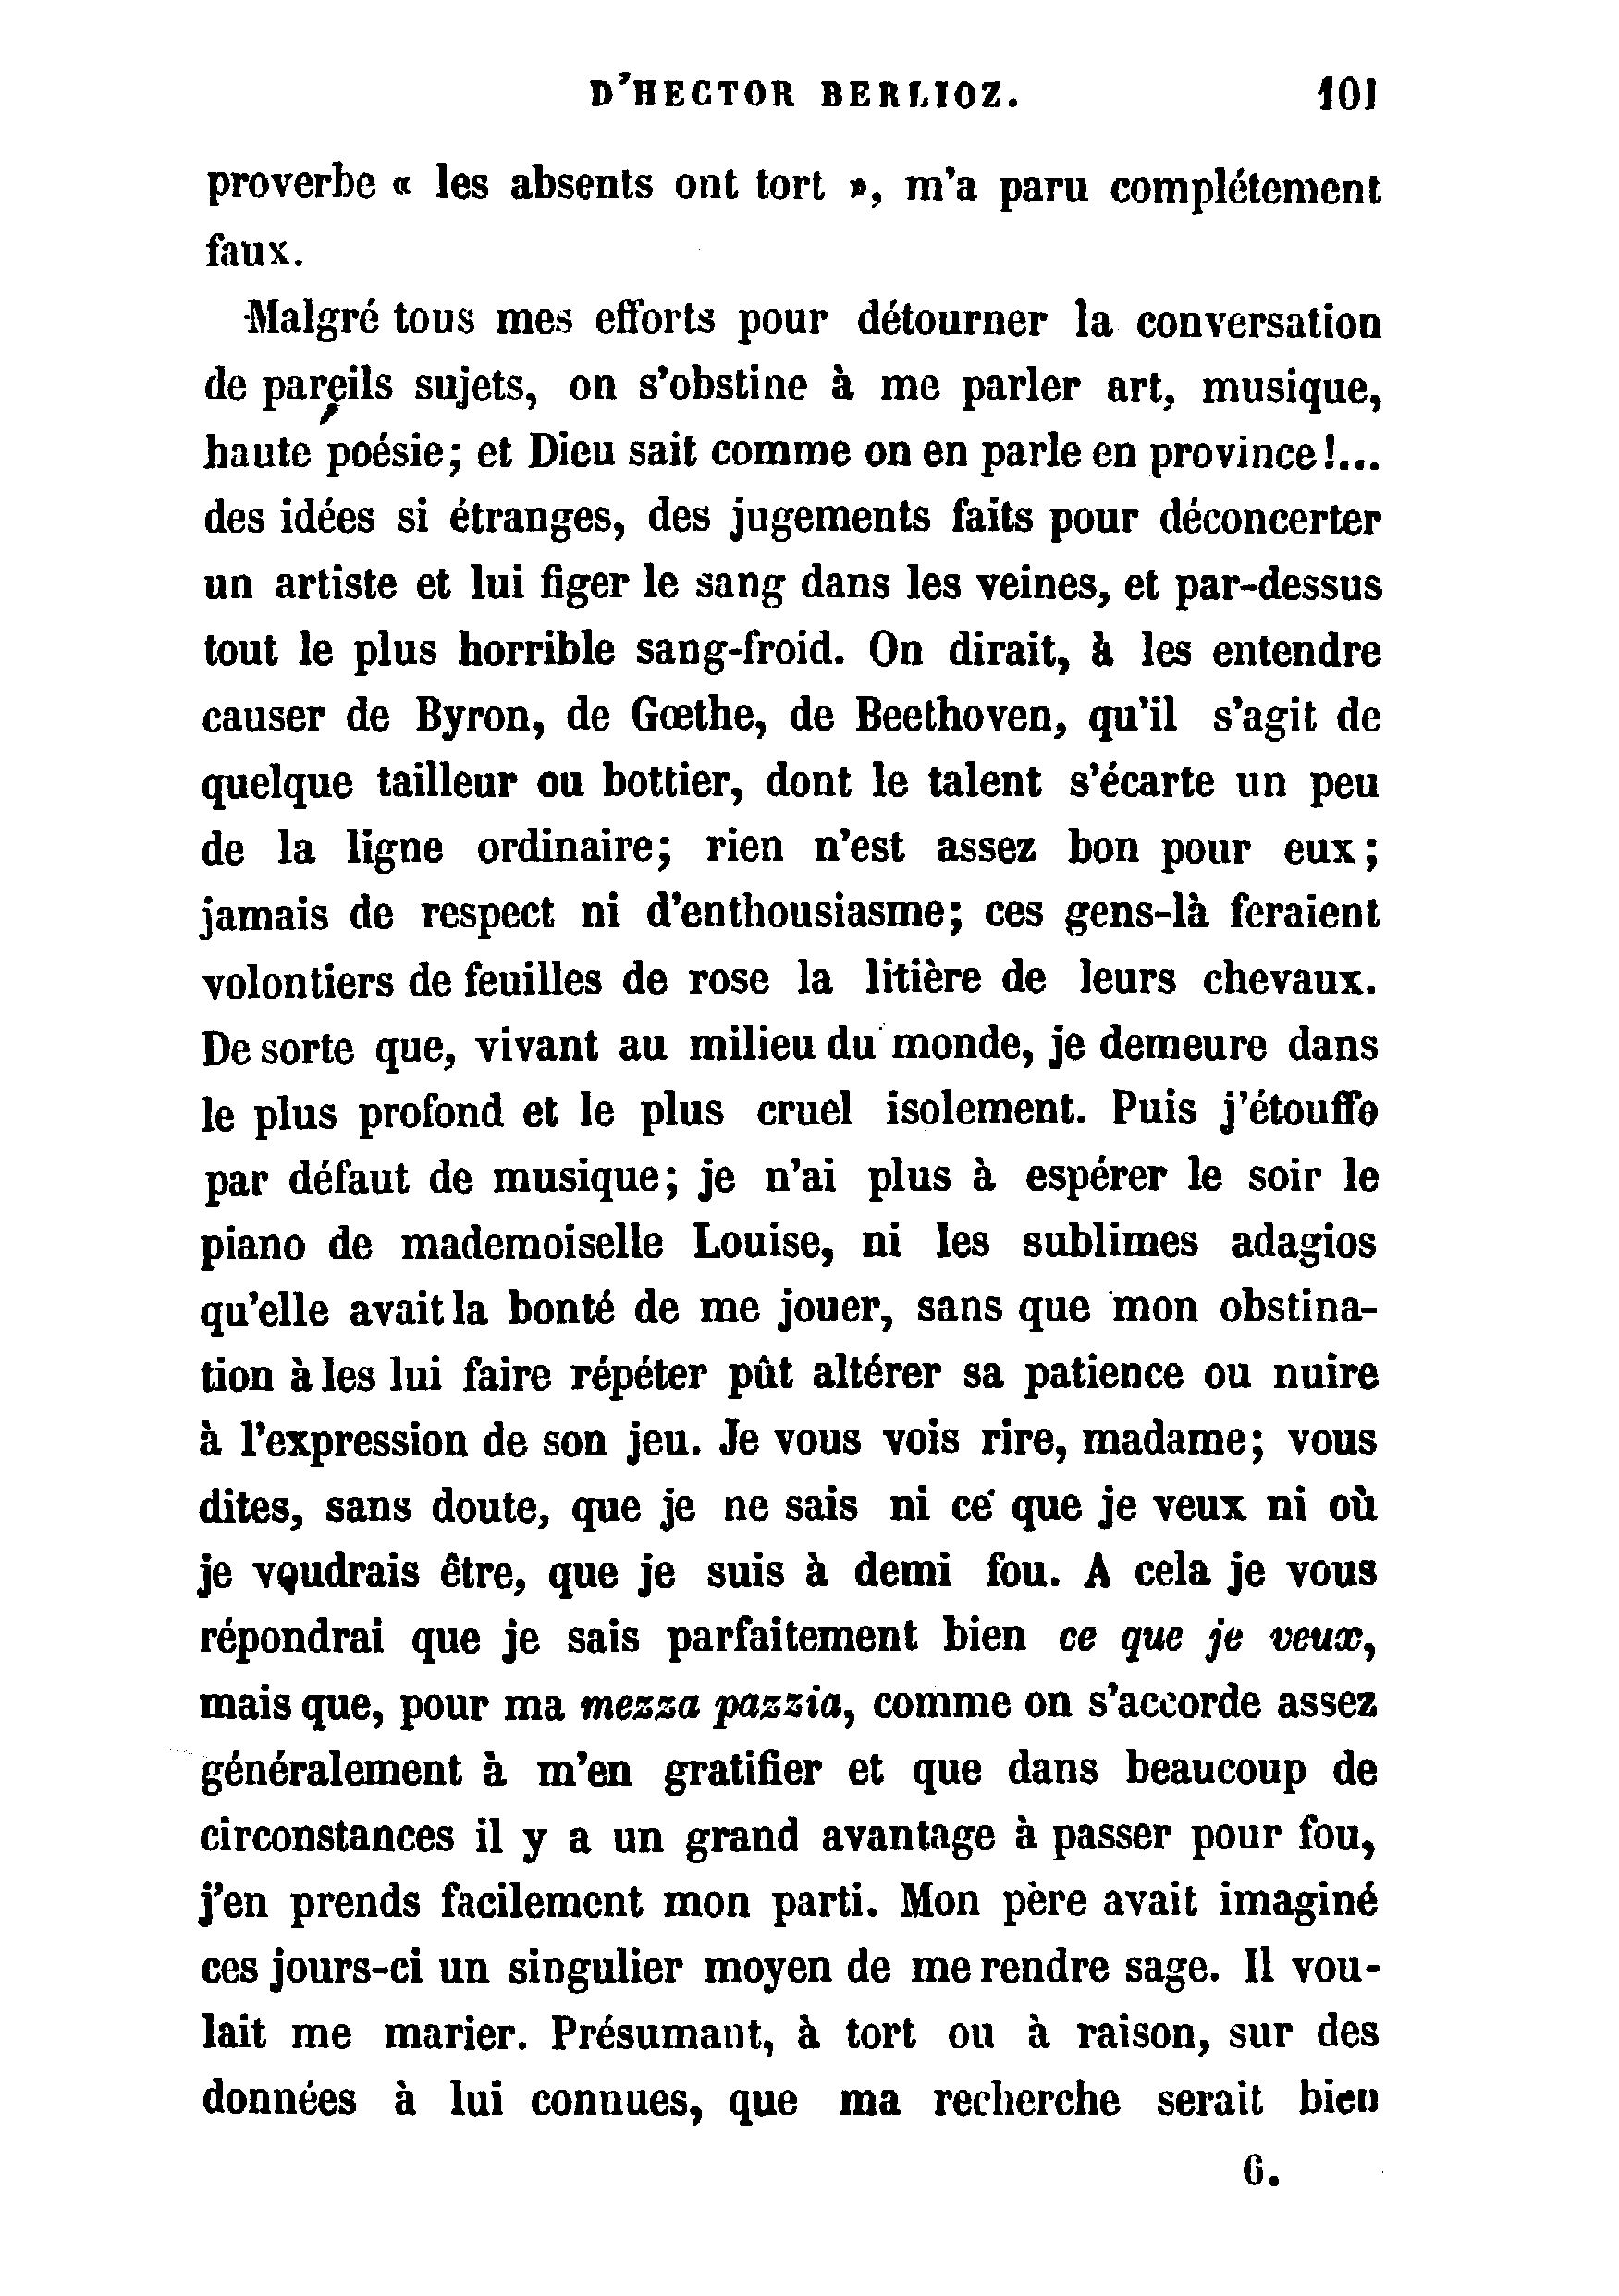 D'HECTOR BERLIOZ. 101
proverbe « les absents ont tort », m'a paru complétement
faux.
Malgré tous mes efforts pour détourner la conversation
de pareils sujets, on s'obstine à me parler art, musique,
haute poésie; et Dieu sait comme on en parle en province!...
des idées si étranges, des jugements faits pour déconcerter
un artiste et lui figer le sang dans les veines, et par-dessus
tout le plus horrible sang-froid. On dirait, à les entendre
causer de Byron, de Gœthe, de Beethoven, qu'il s'agit de
quelque tailleur ou bottier, dont le talent s'écarte un peu
de la ligne ordinaire; rien n'est assez bon pour eux;
jamais de respect ni d'enthousiasme; ces gens-là feraient
volontiers de feuilles de rose la litière de leurs chevaux.
De sorte que, vivant au milieu du monde, je demeure dans
le plus profond et le plus cruel isolement. Puis j'étouffe
par défaut de musique; je n'ai plus à espérer le soir le
piano de mademoiselle Louise, ni les sublimes adagios
qu'elle avait la bonté de me jouer, sans que mon obstina-
tion à les lui faire répéter pût altérer sa patience ou nuire
à l'expression de son jeu. Je vous vois rire, madame; vous
dites, sans doute, que je ne sais ni ce que je veux ni où
je voudrais être, que je suis à demi fou. A cela je vous
répondrai que je sais parfaitement bien ce que je veux,
mais que, pour ma mezza pazzia, comme on s'accorde assez
généralement à m'en gratifier et que dans beaucoup de
circonstances il y a un grand avantage à passer pour fou,
j'en prends facilement mon parti. Mon père avait imaginé
ces jours-ci un singulier moyen de me rendre sage. Il vou-
lait me marier. Présumant, à tort ou à raison, sur des
données à lui connues, que ma recherche serait bien
6.